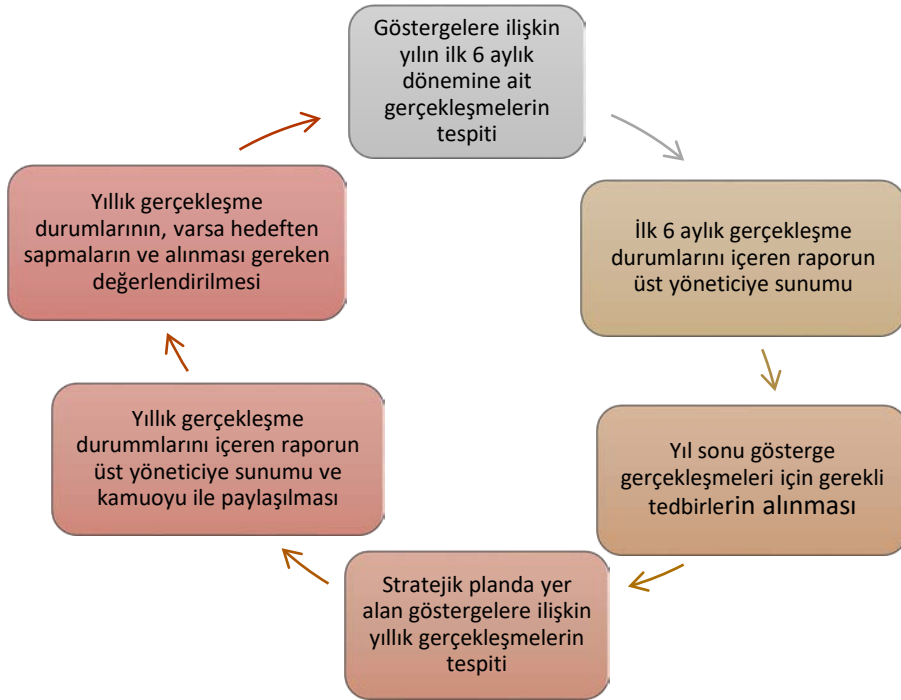 Göstergelere ilişkin
yılın ilk 6 aylık
dönemine ait
gerçekleşmelerin
tespiti
İlk 6 aylık gerçekleşme
durumlarını içeren raporun
üst yöneticiye sunumu
Yıl sonu gösterge
gerçekleşmeleri için gerekli
tedbirlerin alınması
Stratejik planda yer
alan göstergelere ilişkin
yıllık gerçekleşmelerin
tespiti
Yıllık gerçekleşme
durummlarını içeren raporun
üst yöneticiye sunumu ve
kamuoyu ile paylaşılması
Yıllık gerçekleşme
durumlarının, varsa hedeften
sapmaların ve alınması gereken
değerlendirilmesi